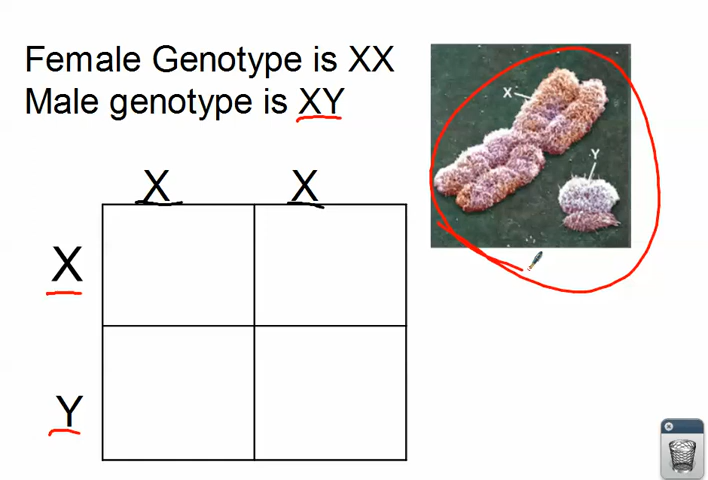 Female Genotype is XX
Male genotype is XY
X
Y
X X
X
Y